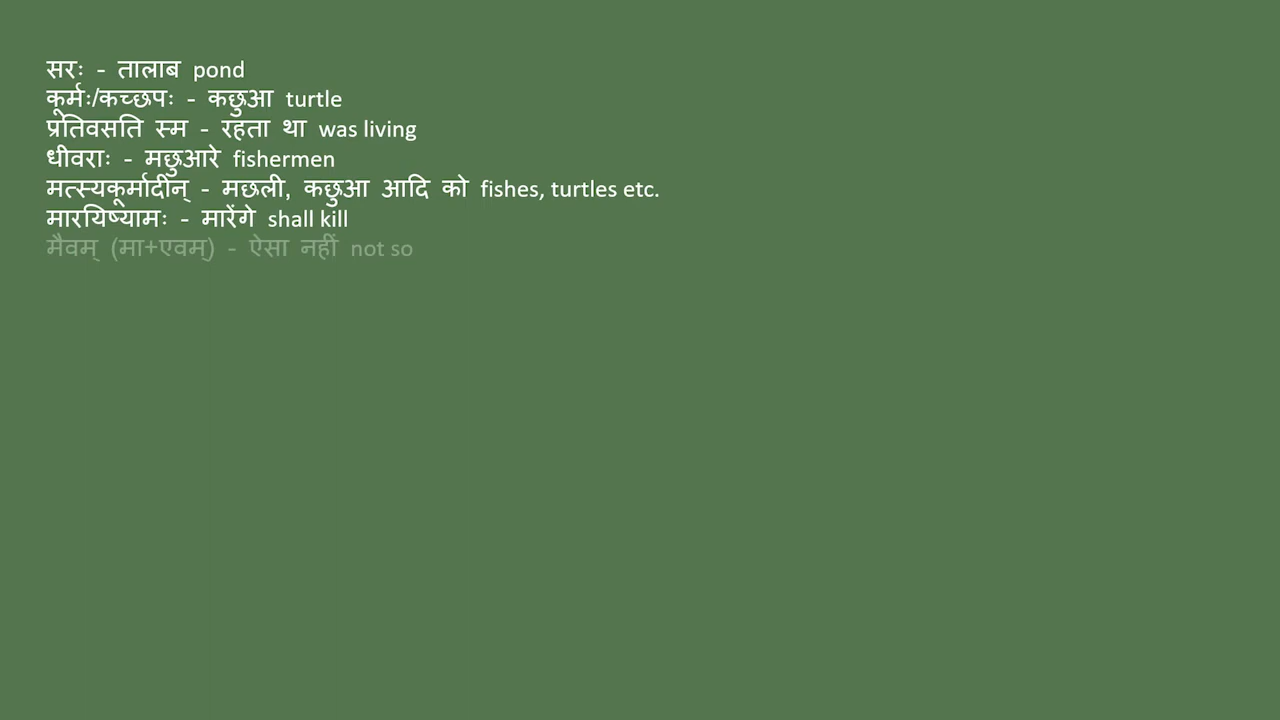 सरः - तालाब pond
कूर्मः/कच्छपः - कछुआ turtle
प्रतिवसति स्म - रहता था was living
धीवराः - मछुआरे fishermen
मत्स्यकूर्मादीन् - मछली, कछुआ आदि को fishes, turtles etc.
मारयिष्यामः - मारेंगे shall kill
मैवम् (मा+एवम्) - ऐसा नहीं not so